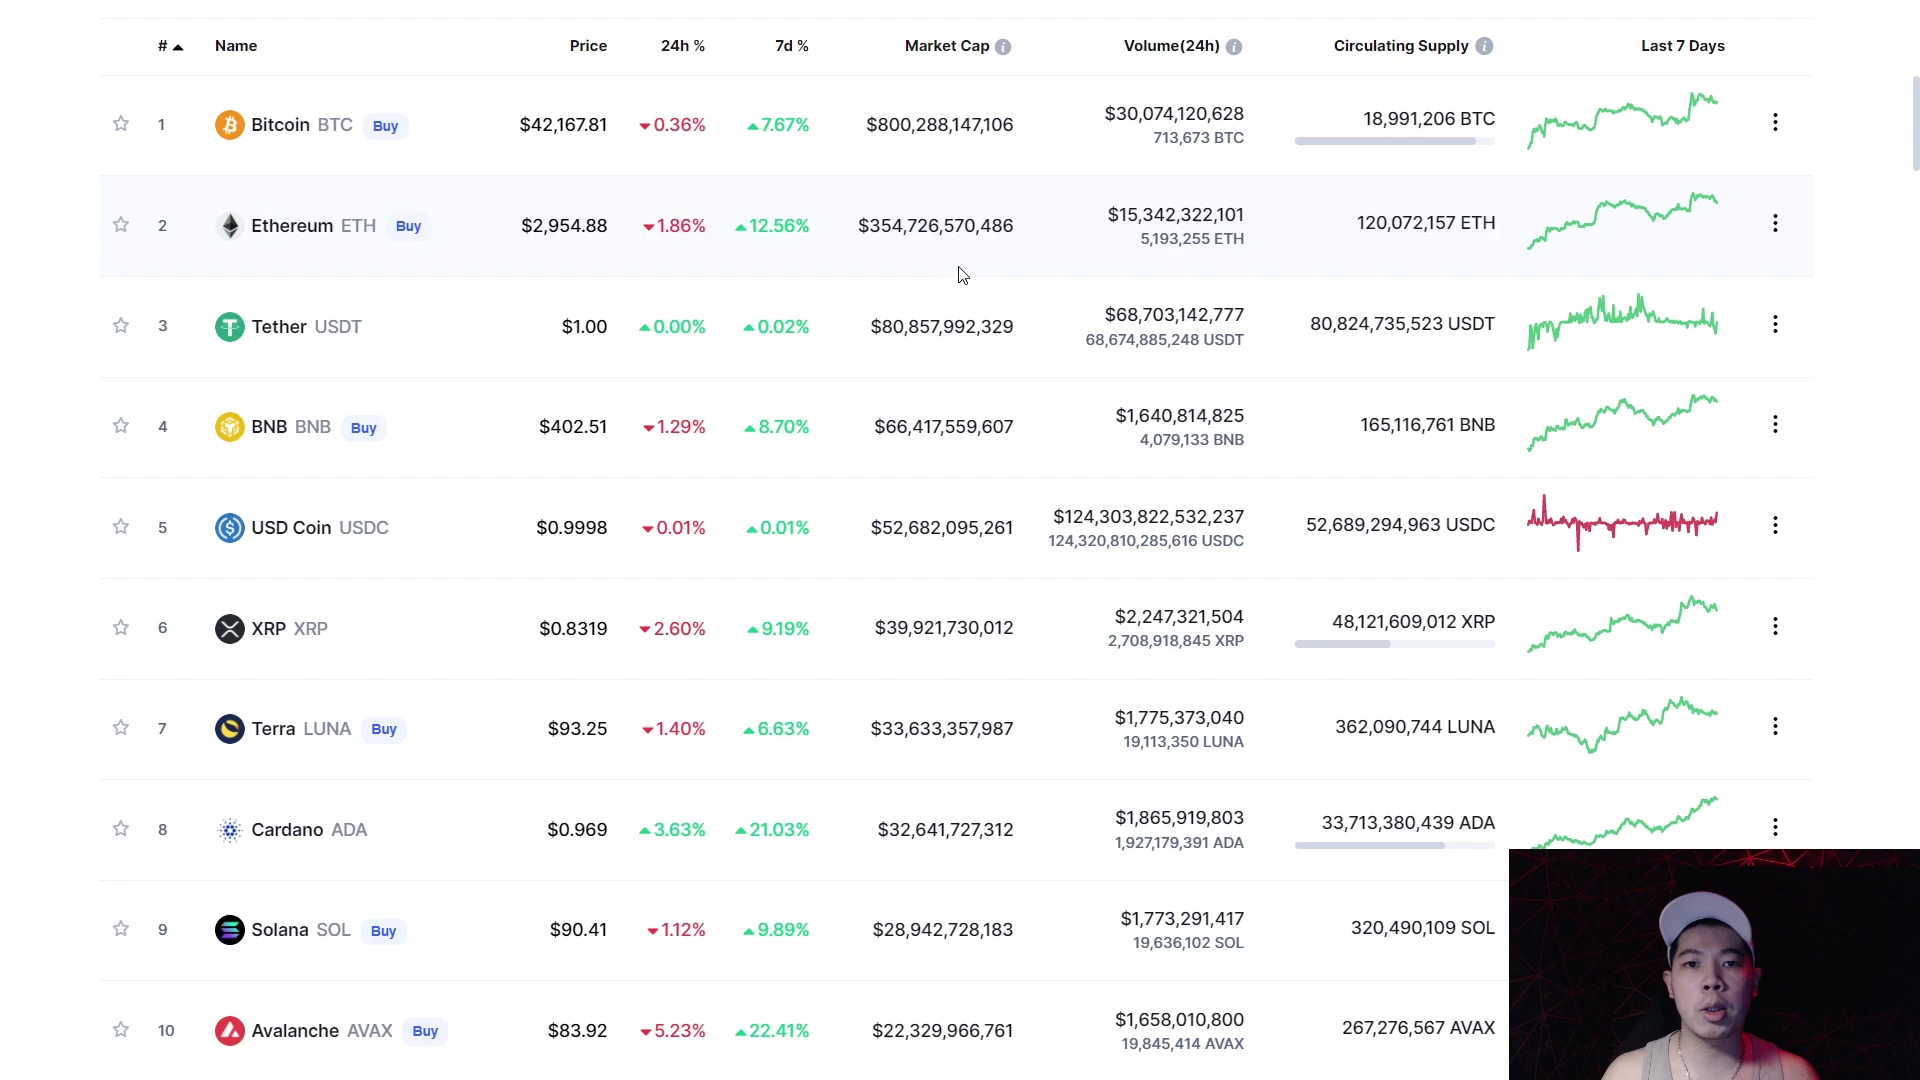 # Name Price 24h % 7d % Market Cap Volume(24h) Circulating Supply Last 7 Days
1 Bitcoin BTC Buy $42,167.81 0.36% 7.67% $800,288,147,106 $30,074,120,628 18,991,206 BTC
713,673 BTC
2 Ethereum ETH Buy $2,954.88 1.86% 12.56% $354,726,570,486 $15,342,322,101 120,072,157 ETH
5,193,255 ETH
3 Tether USDT $1.00 0.00% 0.02% $80,857,992,329 $68,703,142,777 80,824,735,523 USDT
68,674,885,248 USDT
4 BNB BNB Buy $402.51 1.29% 8.70% $66,417,559,607 $1,640,814,825 165,116,761 BNB
4,079,133 BNB
5 USD Coin USDC $0.9998 0.01% 0.01% $52,682,095,261 $124,303,822,532,237 52,689,294,963 USDC
124,320,810,285,616 USDC
6 XRP XRP $0.8319 2.60% 9.19% $39,921,730,012 $2,247,321,504 48,121,609,012 XRP
2,708,918,845 XRP
7 Terra LUNA Buy $93.25 1.40% 6.63% $33,633,357,987 $1,775,373,040 362,090,744 LUNA
19,113,350 LUNA
8 Cardano ADA $0.969 3.63% 21.03% $32,641,727,312 $1,865,919,803 33,713,380,439 ADA
1,927,179,391 ADA
9 Solana SOL Buy $90.41 1.12% 9.89% $28,942,728,183 $1,773,291,417 320,490,109 SOL
19,636,102 SOL
10 Avalanche AVAX Buy $83.92 5.23% 22.41% $22,329,966,761 $1,658,010,800 267,276,567 AVAX
19,845,414 AVAX